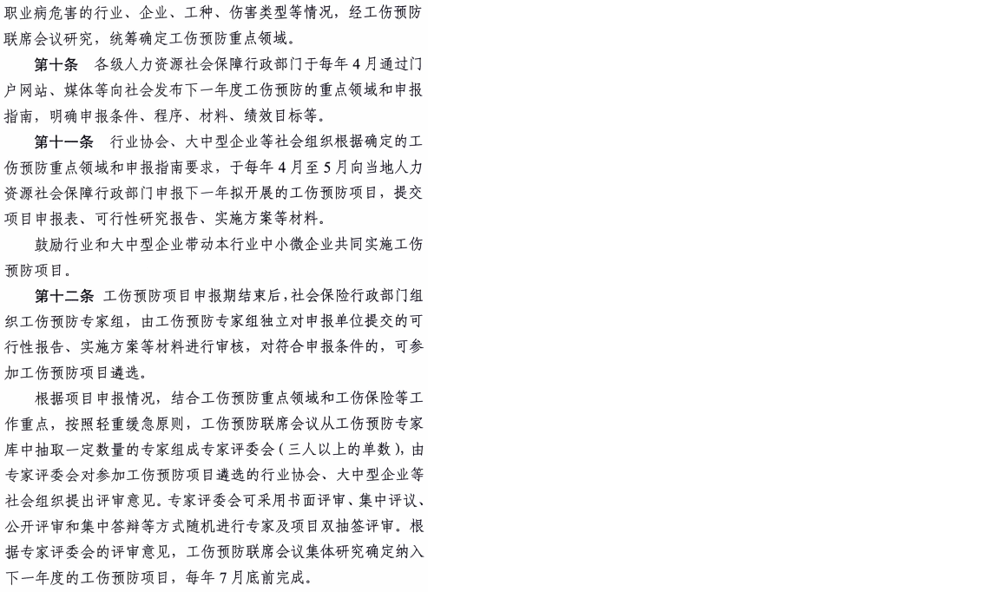 职业病危害的行业、企业、工种、伤害类型等情况，经工伤预防
联席会议研究，统筹确定工伤预防重点领域。
第十条 各级人力资源社会保障行政部门于每年 4 月通过门
户网站、媒体等向社会发布下一年度工伤预防的重点领域和申报
指南，明确申报条件、程序、材料、绩效目标等。
第十一条 行业协会、大中型企业等社会组织根据确定的工
伤预防重点领域和申报指南要求，于每年 4 月至 5 月向当地人力
资源社会保障行政部门申报下一年拟开展的工伤预防项目，提交
项目申报表、可行性研究报告、实施方案等材料。
鼓励行业和大中型企业带动本行业中小微企业共同实施工伤
预防项目。
第十二条 工伤预防项目申报期结束后，社会保险行政部门组
织工伤预防专家组，由工伤预防专家组独立对申报单位提交的可
行性报告、实施方案等材料进行审核，对符合申报条件的，可参
加工伤预防项目遴选。
根据项目申报情况，结合工伤预防重点领域和工伤保险等工
作重点，按照轻重缓急原则，工伤预防联席会议从工伤预防专家
库中抽取一定数量的专家组成专家评委会（三人以上的单数），由
专家评委会对参加工伤预防项目遴选的行业协会、大中型企业等
社会组织提出评审意见。专家评委会可采用书面评审、集中评议、
公开评审和集中答辩等方式随机进行专家及项目双抽签评审。根
据专家评委会的评审意见，工伤预防联席会议集体研究确定纳入
下一年度的工伤预防项目，每年 7 月底前完成。